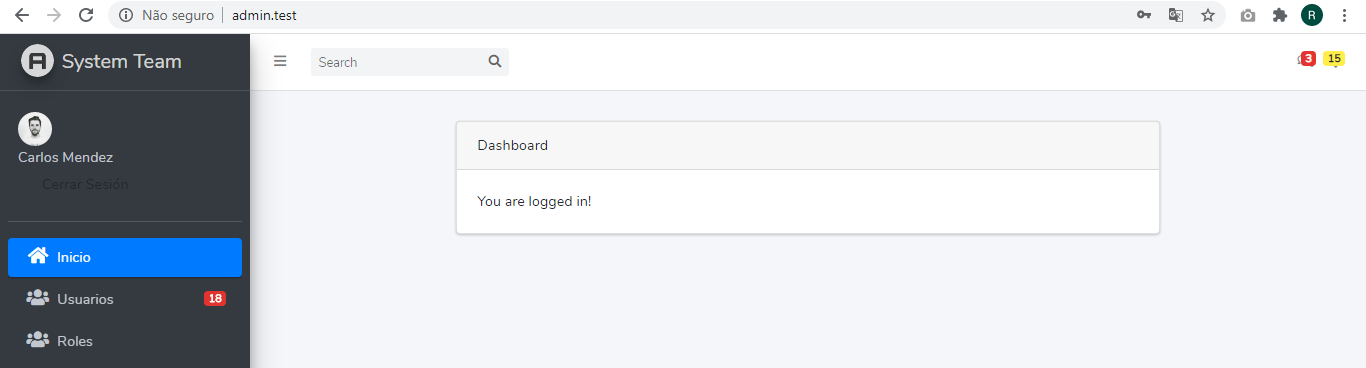 Não seguro admin.test
R
System Team
Search
3
15
Carlos Mendez
Cerrar Sesión
Dashboard
You are logged in!
Inicio
Usuarios 18
Roles